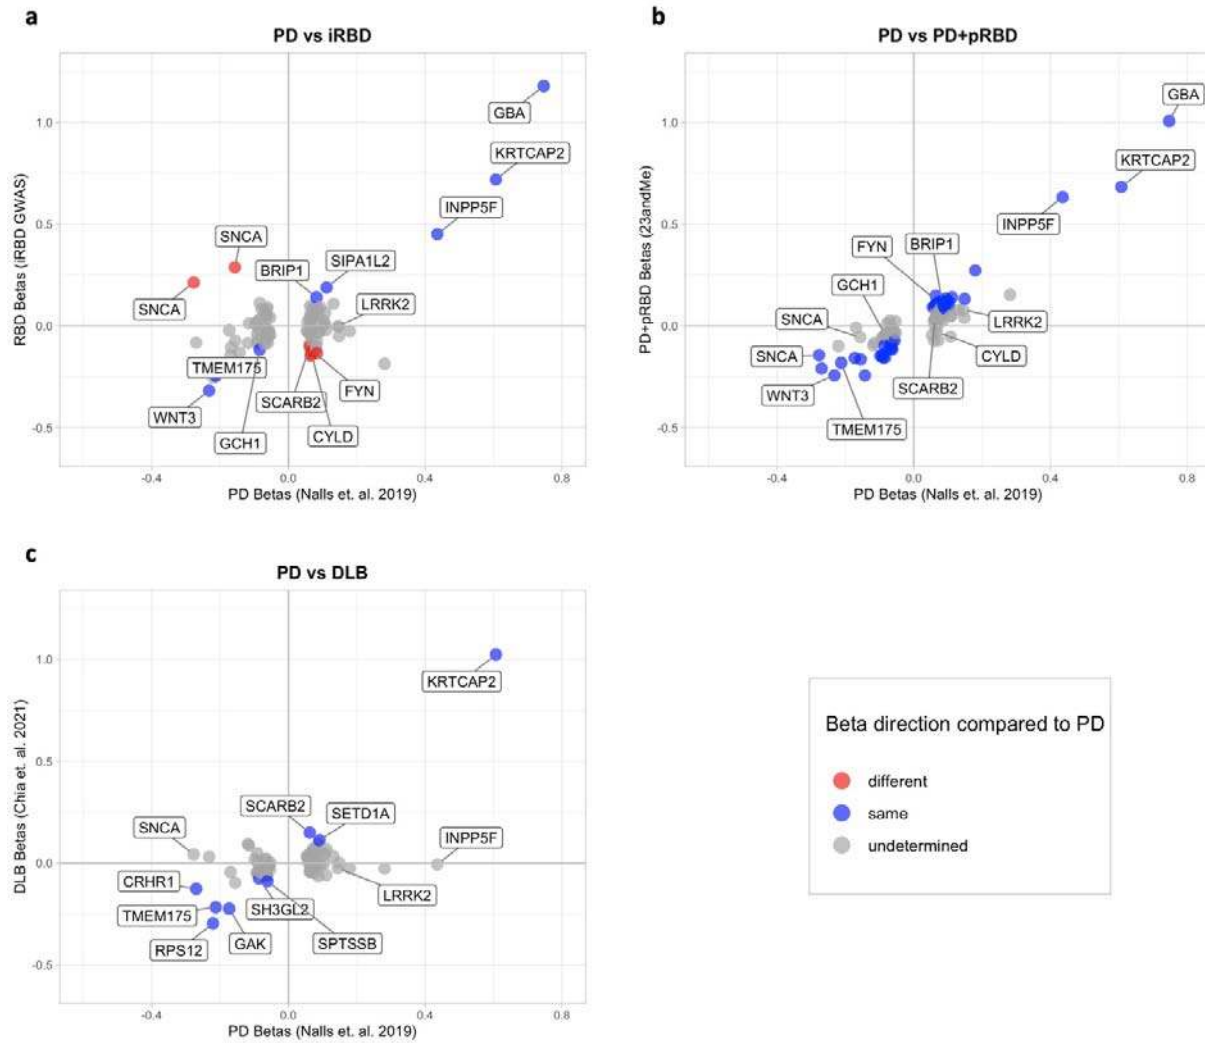 a
PD vs iRBD
RBD Betas (iRBD GWAS)
1.0
0.5
0.0
-0.5
GBA
KRTCAP2
INPP5F
SNCA
SIPA1L2
BRIP1
SNCA
LRRK2
TMEM175
WNT3
SCARB2
FYN
GCH1
CYLD
-0.4
0.0
0.4
0.8
PD Betas (Nalls et. al. 2019)
b
PD vs PD+pRBD
PD+pRBD Betas (23andMe)
1.0
0.5
0.0
-0.5
GBA
KRTCAP2
INPP5F
FYN
BRIP1
GCH1
SNCA
LRRK2
SNCA
CYLD
WNT3
SCARB2
TMEM175
-0.4
0.0
0.4
0.8
PD Betas (Nalls et. al. 2019)
c
PD vs DLB
DLB Betas (Chia et. al. 2021)
1.0
0.5
0.0
-0.5
KRTCAP2
SCARB2
SETD1A
SNCA
INPP5F
CRHR1
LRRK2
TMEM175
SH3GL2
RPS12
GAK
SPTSSB
-0.4
0.0
0.4
0.8
PD Betas (Nalls et. al. 2019)
Beta direction compared to PD
different
same
undetermined